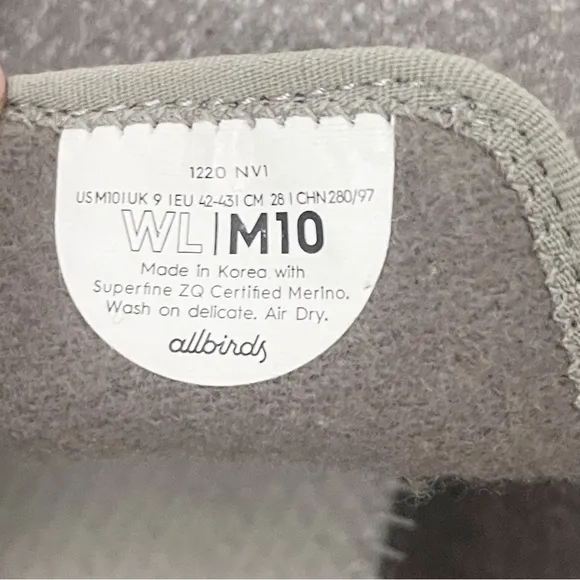 1220 NV1
US M10 | UK 9 | EU 42-43 | CM 28 | CHN 280/97
WL | M10
Made in Korea with
Superfine ZQ Certified Merino.
Wash on delicate. Air Dry.
allbirds